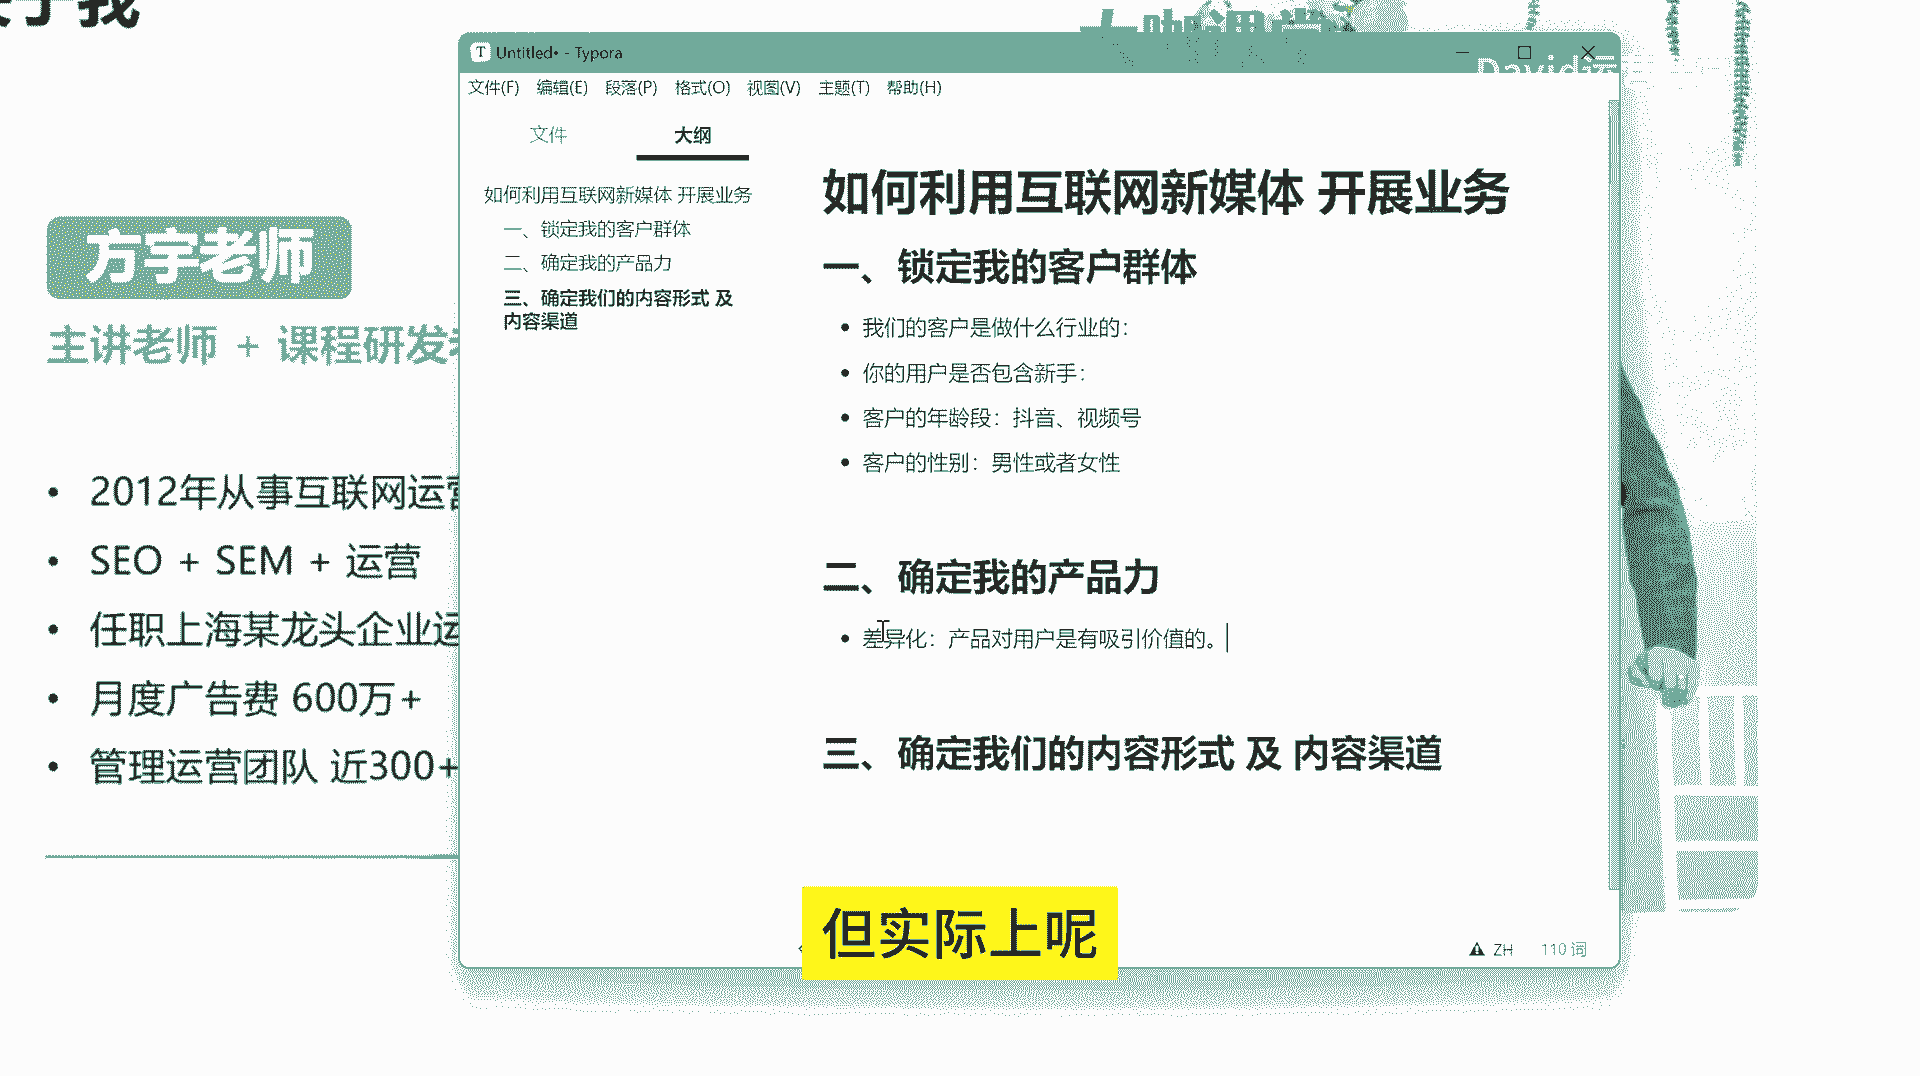 我
方宇老师
主讲老师 + 课程研发
2012年从事互联网运营
SEO + SEM + 运营
任职上海某龙头企业运
月度广告费 600万+
管理运营团队 近300+
大咖课堂
David
Untitled• - Typora
文件(F) 编辑(E) 段落(P) 格式(O) 视图(V) 主题(T) 帮助(H)
文件 大纲
如何利用互联网新媒体 开展业务
一、锁定我的客户群体
二、确定我的产品力
三、确定我们的内容形式 及
内容渠道
如何利用互联网新媒体 开展业务
一、锁定我的客户群体
我们的客户是做什么行业的：
你的用户是否包含新手：
客户的年龄段：抖音、视频号
客户的性别：男性或者女性
二、确定我的产品力
差异化：产品对用户是有吸引价值的。
三、确定我们的内容形式 及 内容渠道
但实际上呢
ZH 110 词